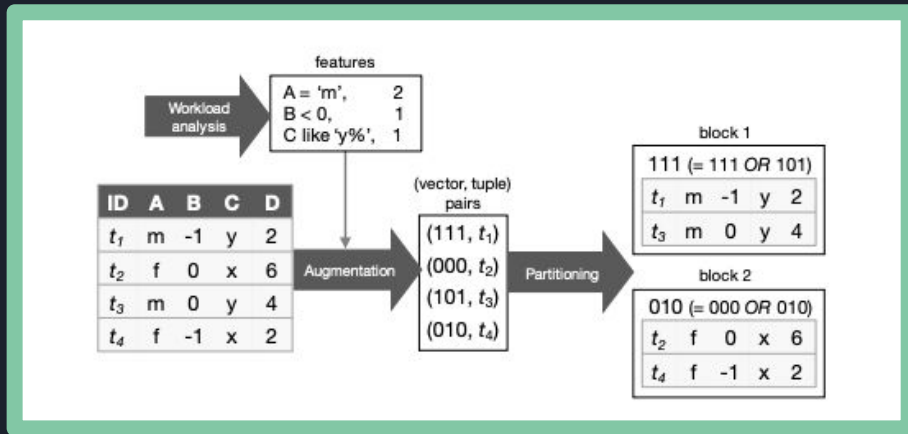 features
A = 'm', 2
B < 0, 1
C like 'y%', 1
Workload
analysis
ID A B C D
t1 m -1 y 2
t2 f 0 x 6
t3 m 0 y 4
t4 f -1 x 2
Augmentation
(vector, tuple)
pairs
(111, t1)
(000, t2)
(101, t3)
(010, t4)
Partitioning
block 1
111 (= 111 OR 101)
t1 m -1 y 2
t3 m 0 y 4
block 2
010 (= 000 OR 010)
t2 f 0 x 6
t4 f -1 x 2